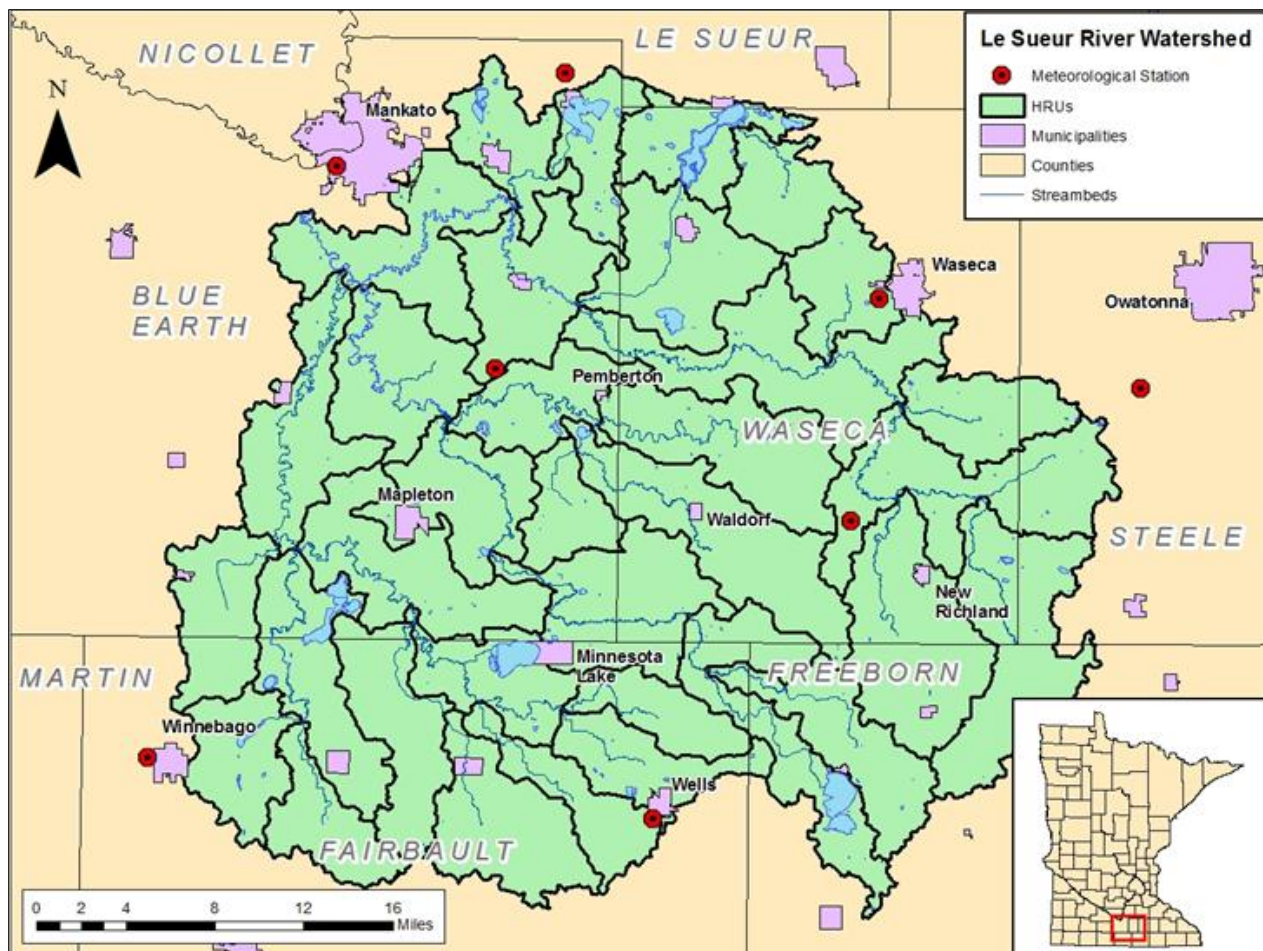 NICOLLET
LE SUEUR
Le Sueur River Watershed
Meteorological Station
HRUs
Municipalities
Counties
Streambeds
N
Mankato
Waseca
Owatonna
BLUE
EARTH
Pemberton
WASECA
Mapleton
Waldorf
STEELE
New
Richland
MARTIN
Minnesota
Lake
FREEBORN
Winnebago
Wells
FAIRBAULT
0 2 4 8 12 16
Miles